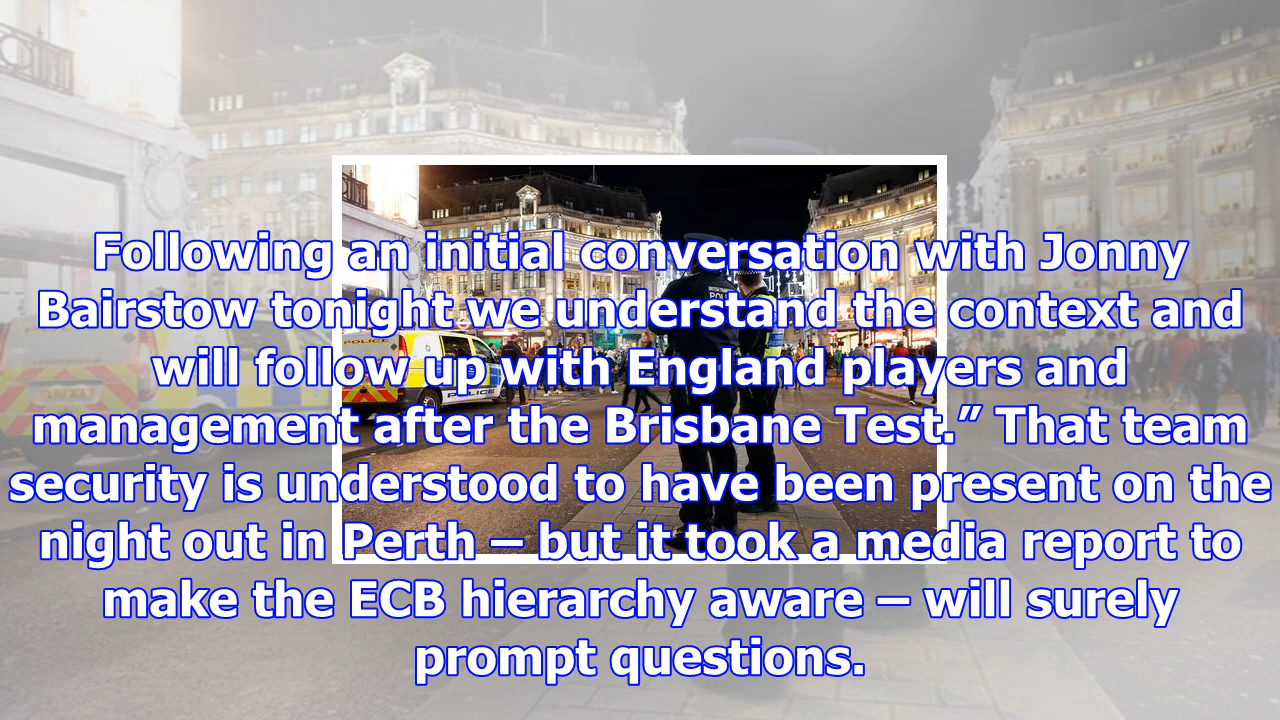 Following an initial conversation with Jonny
Bairstow tonight we understand the context and
will follow up with England players and
management after the Brisbane Test.” That team
security is understood to have been present on the
night out in Perth – but it took a media report to
make the ECB hierarchy aware – will surely
prompt questions.
POLICE
POLICE